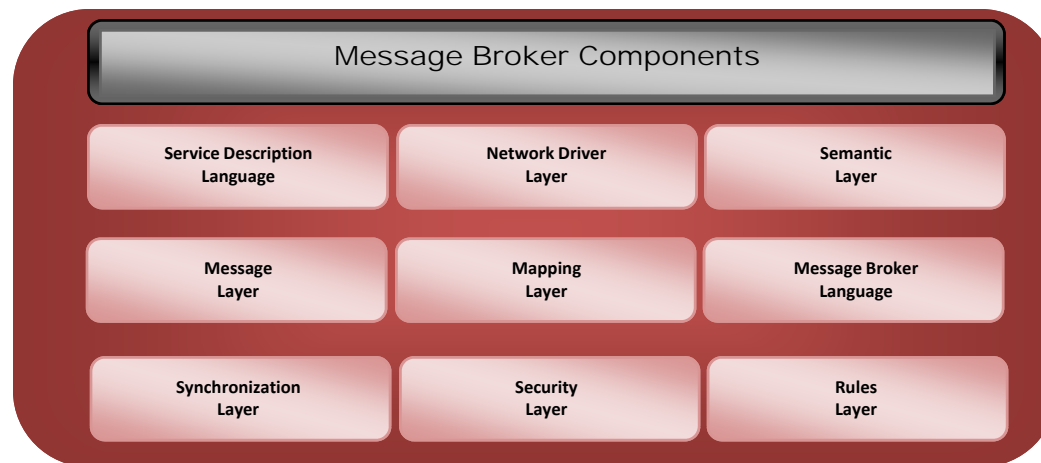 Message Broker Components
Service Description
Language
Network Driver
Layer
Semantic
Layer
Message
Layer
Mapping
Layer
Message Broker
Language
Synchronization
Layer
Security
Layer
Rules
Layer